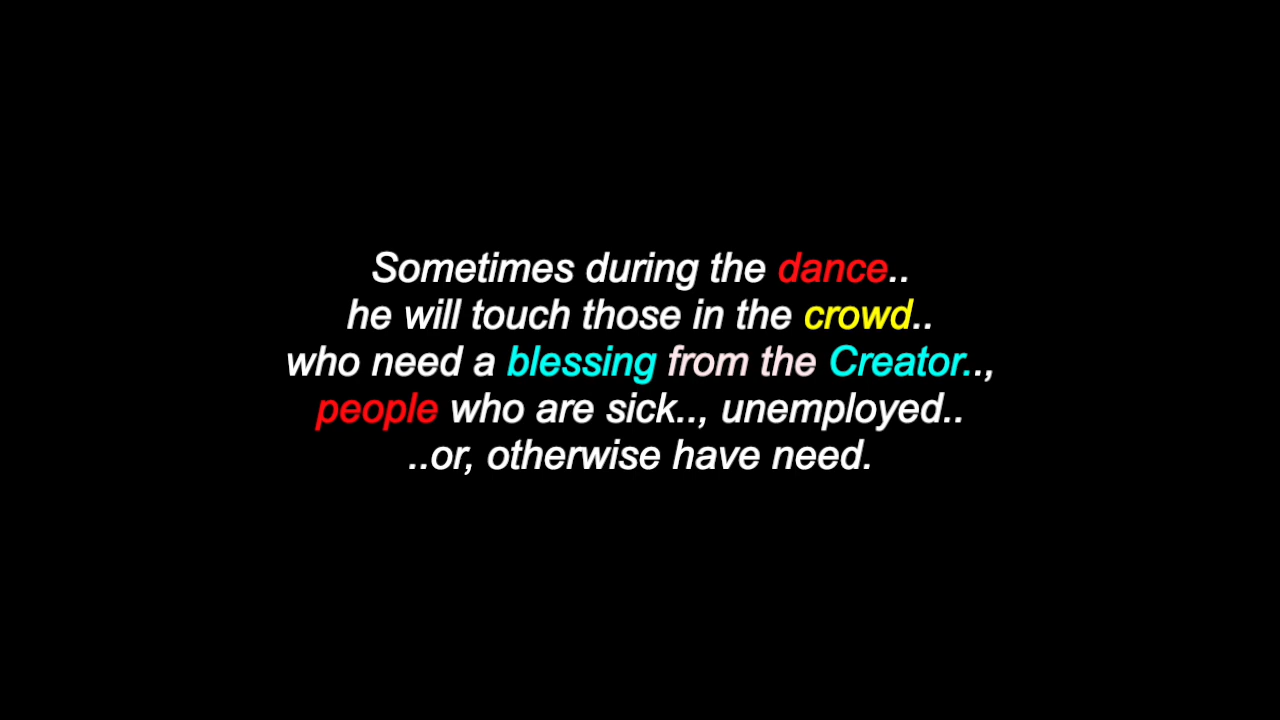 Sometimes during the dance..
he will touch those in the crowd..
who need a blessing from the Creator..,
people who are sick.., unemployed..
..or, otherwise have need.